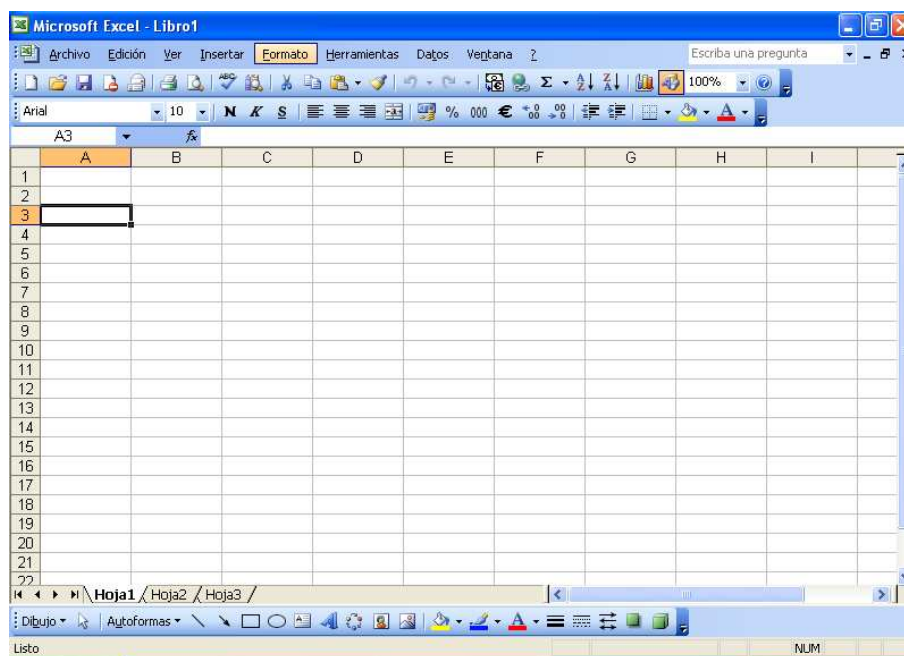 Microsoft Excel - Libro1
Archivo Edición Ver Insertar Formato Herramientas Datos Ventana ? Escriba una pregunta
100%
Arial 10 N K S % 000 €
A3 fx
A B C D E F G H I
1
2
3
4
5
6
7
8
9
10
11
12
13
14
15
16
17
18
19
20
21
22
Hoja1 Hoja2 Hoja3
Dibujo Autoformas
Listo NUM